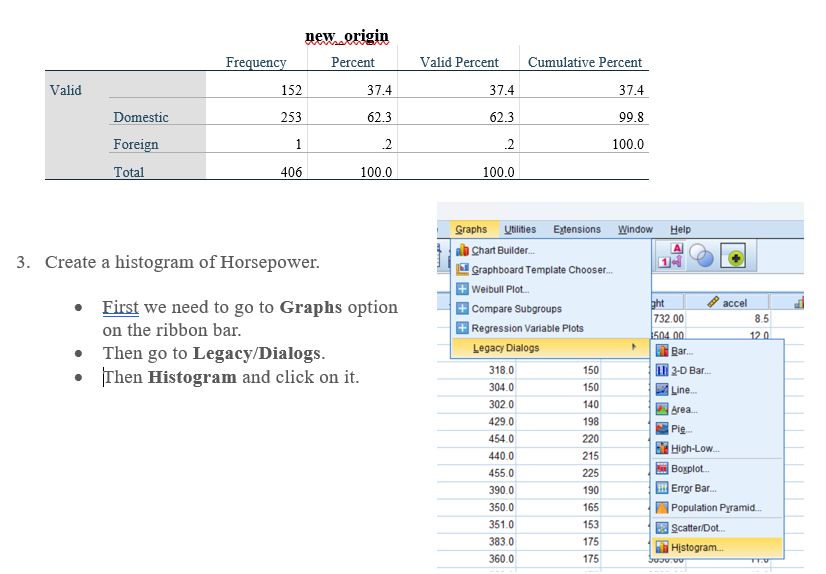 new_origin
Frequency Percent Valid Percent Cumulative Percent
Valid 152 37.4 37.4 37.4
Domestic 253 62.3 62.3 99.8
Foreign 1 .2 .2 100.0
Total 406 100.0 100.0
3. Create a histogram of Horsepower.
• First we need to go to Graphs option
on the ribbon bar.
• Then go to Legacy/Dialogs.
• Then Histogram and click on it.
Graphs Utilities Extensions Window Help
Chart Builder...
Graphboard Template Chooser...
Weibull Plot...
Compare Subgroups
Regression Variable Plots
Legacy Dialogs
ght accel
732.00 8.5
3504.00 12.0
318.0 150
304.0 150
302.0 140
429.0 198
454.0 220
440.0 215
455.0 225
390.0 190
350.0 165
351.0 153
383.0 175
360.0 175
Bar...
3-D Bar...
Line...
Area...
Pie...
High-Low...
Boxplot...
Error Bar...
Population Pyramid...
Scatter/Dot...
Histogram...